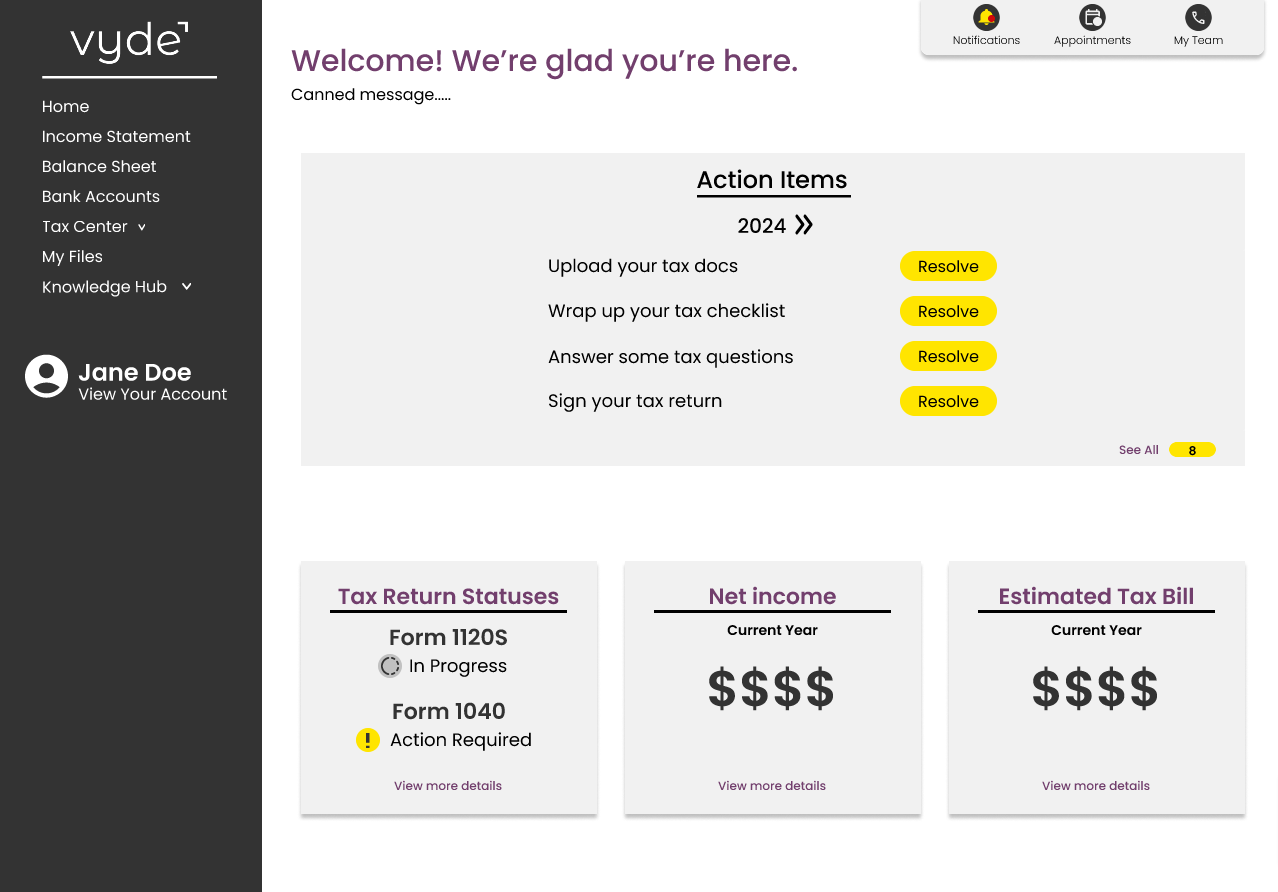 vyde
Home
Income Statement
Balance Sheet
Bank Accounts
Tax Center
My Files
Knowledge Hub
Jane Doe
View Your Account
Notifications
Appointments
My Team
Welcome! We’re glad you’re here.
Canned message.....
Action Items
2024
Upload your tax docs Resolve
Wrap up your tax checklist Resolve
Answer some tax questions Resolve
Sign your tax return Resolve
See All 8
Tax Return Statuses
Form 1120S
In Progress
Form 1040
! Action Required
View more details
Net income
Current Year
$$$$
View more details
Estimated Tax Bill
Current Year
$$$$
View more details